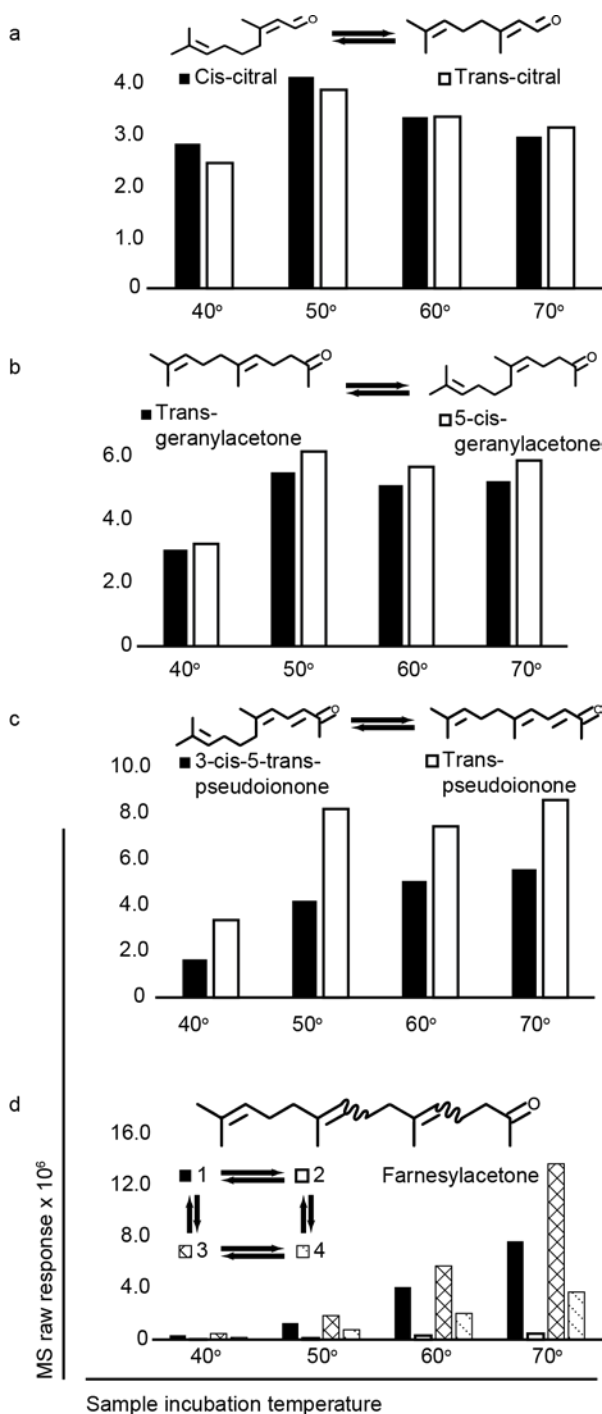 a
O O
Cis-citral Trans-citral
4.0
3.0
2.0
1.0
0
40° 50° 60° 70°
b
O O
Trans-
geranylacetone
5-cis-
geranylacetones
6.0
4.0
2.0
0
40° 50° 60° 70°
c
O O
3-cis-5-trans-
pseudoionone
Trans-
pseudoionone
10.0
8.0
6.0
4.0
2.0
0
40° 50° 60° 70°
d
O
16.0
1 2 Farnesylacetone
12.0
8.0
3 4
4.0
0
40° 50° 60° 70°
MS raw response x 10⁶
Sample incubation temperature